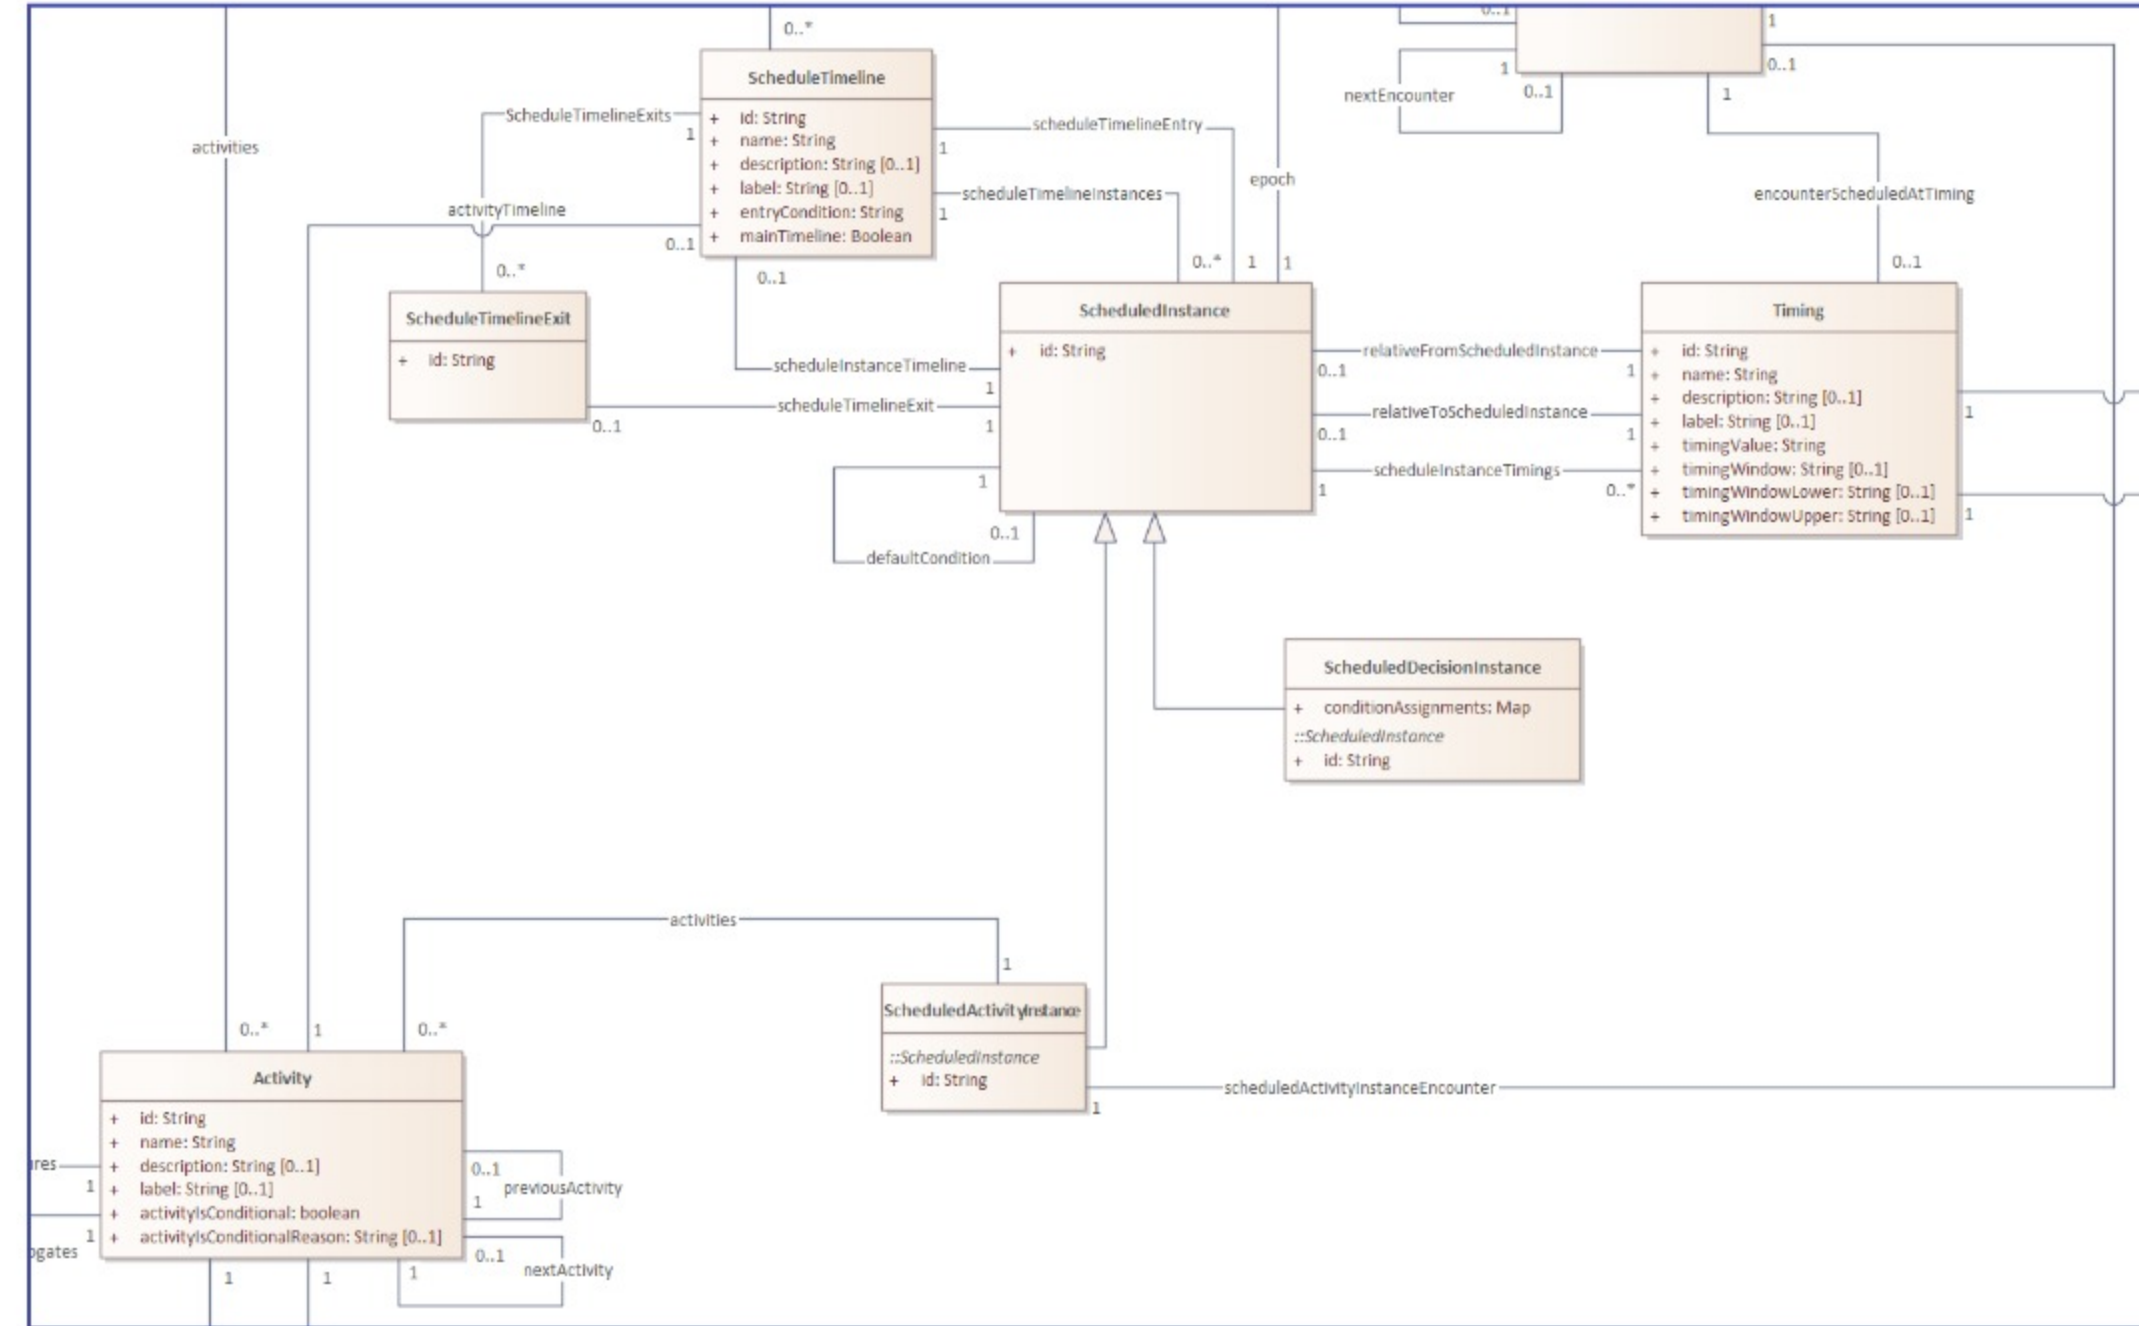 0..*
0..1
1
ScheduleTimeline
0..1
ScheduleTimelineExits
+ id: String
1
0..1
1
nextEncounter
1
+ name: String
scheduleTimelineEntry
activities
1
+ description: String [0..1]
1
epoch
+ label: String [0..1]
scheduleTimelineInstances
encounterScheduledAtTiming
activityTimeline
+ entryCondition: String
1
0..1
+ mainTimeline: Boolean
0..*
0..1
0..*
1
1
0..1
ScheduleTimelineExit
ScheduledInstance
Timing
+ id: String
+ id: String
relativeFromScheduledInstance
+ id: String
scheduleInstanceTimeline
0..1
1
+ name: String
1
+ description: String [0..1]
scheduleTimelineExit
relativeToScheduledInstance
1
0..1
1
+ label: String [0..1]
0..1
1
+ timingValue: String
scheduleInstanceTimings
+ timingWindow: String [0..1]
1
1
0..*
+ timingWindowLower: String [0..1]
+ timingWindowUpper: String [0..1]
1
0..1
defaultCondition
ScheduledDecisionInstance
+ conditionAssignments: Map
::ScheduledInstance
+ id: String
activities
1
ScheduledActivityInstance
0..*
1
0..*
::ScheduledInstance
+ id: String
Activity
scheduledActivityInstanceEncounter
1
+ id: String
+ name: String
ires
+ description: String [0..1]
0..1
1
+ label: String [0..1]
previousActivity
1
+ activityIsConditional: boolean
1
+ activityIsConditionalReason: String [0..1]
ogates
0..1
nextActivity
1
1
1